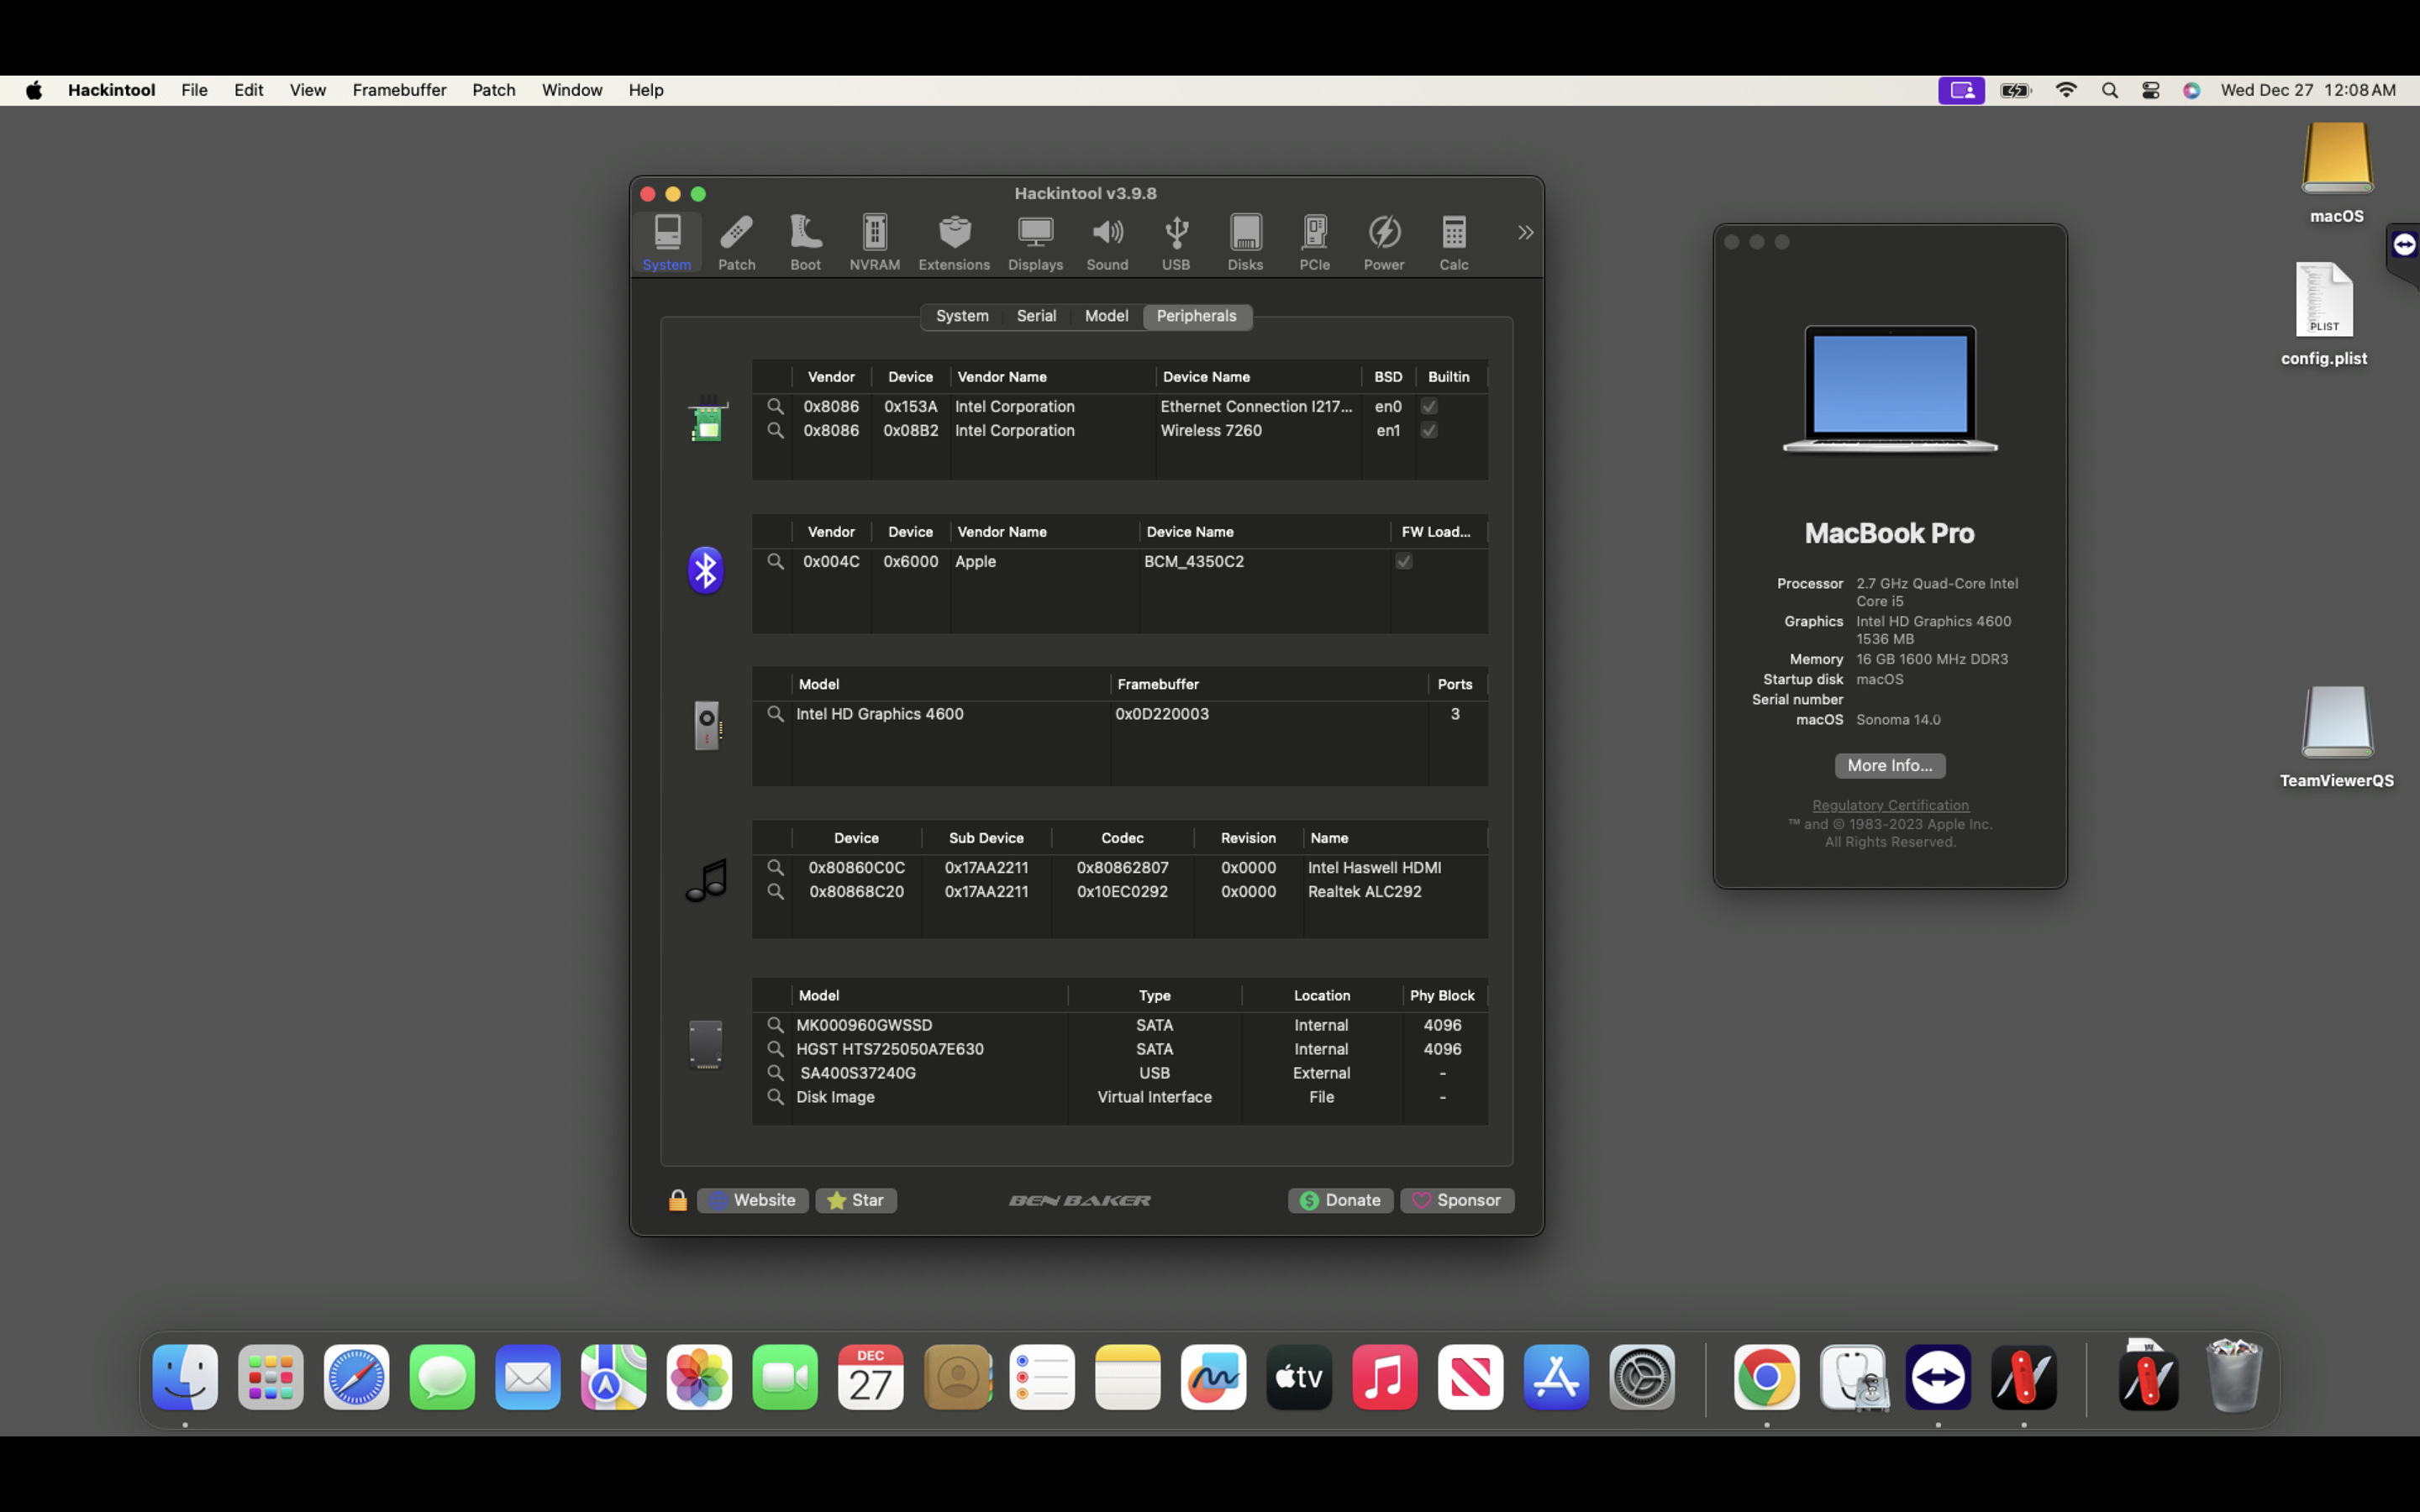 Hackintool File Edit View Framebuffer Patch Window Help Wed Dec 27 12:08 AM
Hackintool v3.9.8
System Patch Boot NVRAM Extensions Displays Sound USB Disks PCIe Power Calc
System Serial Model Peripherals
Vendor Device Vendor Name Device Name BSD Builtin
0x8086 0x153A Intel Corporation Ethernet Connection I217... en0
0x8086 0x08B2 Intel Corporation Wireless 7260 en1
Vendor Device Vendor Name Device Name FW Load...
0x004C 0x6000 Apple BCM_4350C2
Model Framebuffer Ports
Intel HD Graphics 4600 0x0D220003 3
Device Sub Device Codec Revision Name
0x80860C0C 0x17AA2211 0x80862807 0x0000 Intel Haswell HDMI
0x80868C20 0x17AA2211 0x10EC0292 0x0000 Realtek ALC292
Model Type Location Phy Block
MK000960GWSSD SATA Internal 4096
HGST HTS725050A7E630 SATA Internal 4096
SA400S37240G USB External -
Disk Image Virtual Interface File -
Website Star BEN BAKER Donate Sponsor
MacBook Pro
Processor 2.7 GHz Quad-Core Intel
Core i5
Graphics Intel HD Graphics 4600
1536 MB
Memory 16 GB 1600 MHz DDR3
Startup disk macOS
Serial number
macOS Sonoma 14.0
More Info...
Regulatory Certification
™ and © 1983-2023 Apple Inc.
All Rights Reserved.
macOS
PLIST
config.plist
TeamViewerQS
DEC
27
tv